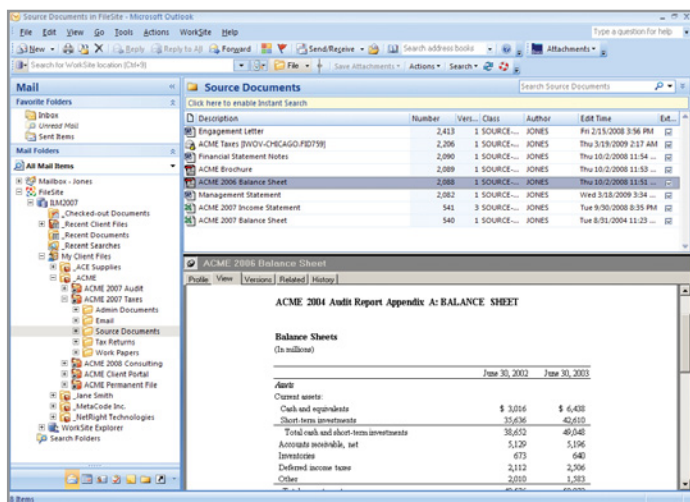 Source Documents in FileSite - Microsoft Outlook
File Edit View Go Tools Actions WorkSite Help
Type a question for help
New Reply Reply to All Forward Send/Receive Search address books Attachments
Search for WorkSite location (Ctrl+9) File Save Attachments Actions Search
Mail
Favorite Folders
Inbox
Unread Mail
Sent Items
Mail Folders
All Mail Items
Mailbox - Jones
FileSite
ILM2007
_Checked-out Documents
_Recent Client Files
_Recent Documents
_Recent Searches
My Client Files
_ACE Supplies
_ACME
ACME 2007 Audit
ACME 2007 Taxes
Admin Documents
Email
Source Documents
Tax Returns
Work Papers
ACME 2008 Consulting
ACME Client Portal
ACME Permanent File
_Jane Smith
_MetaCode Inc.
_NetRight Technologies
WorkSite Explorer
Search Folders
8 Items
Source Documents
Search Source Documents
Click here to enable Instant Search
Description Number Vers... Class Author Edit Time Ext...
Engagement Letter 2,413 1 SOURCE-... JONES Fri 2/15/2008 3:56 PM
ACME Taxes [IWOV-CHICAGO.FID759] 2,206 1 SOURCE-... JONES Thu 3/19/2009 2:17 AM
Financial Statement Notes 2,090 1 SOURCE-... JONES Thu 10/2/2008 11:54 ...
ACME Brochure 2,089 1 SOURCE-... JONES Thu 10/2/2008 11:53 ...
ACME 2006 Balance Sheet 2,088 1 SOURCE-... JONES Thu 10/2/2008 11:51 ...
Management Statement 2,082 1 SOURCE-... JONES Wed 3/18/2009 3:34 ...
ACME 2007 Income Statement 541 3 SOURCE-... JONES Tue 9/30/2008 8:35 PM
ACME 2007 Balance Sheet 540 1 SOURCE-... JONES Tue 8/31/2004 11:23 ...
ACME 2006 Balance Sheet
Profile View Versions Related History
ACME 2004 Audit Report Appendix A: BALANCE SHEET
Balance Sheets
(In millions)
June 30, 2002 June 30, 2003
Assets
Current assets:
Cash and equivalents $ 3,016 $ 6,438
Short-term investments 35,636 42,610
Total cash and short-term investments 38,652 49,048
Accounts receivable, net 5,129 5,196
Inventories 673 640
Deferred income taxes 2,112 2,506
Other 2,010 1,583